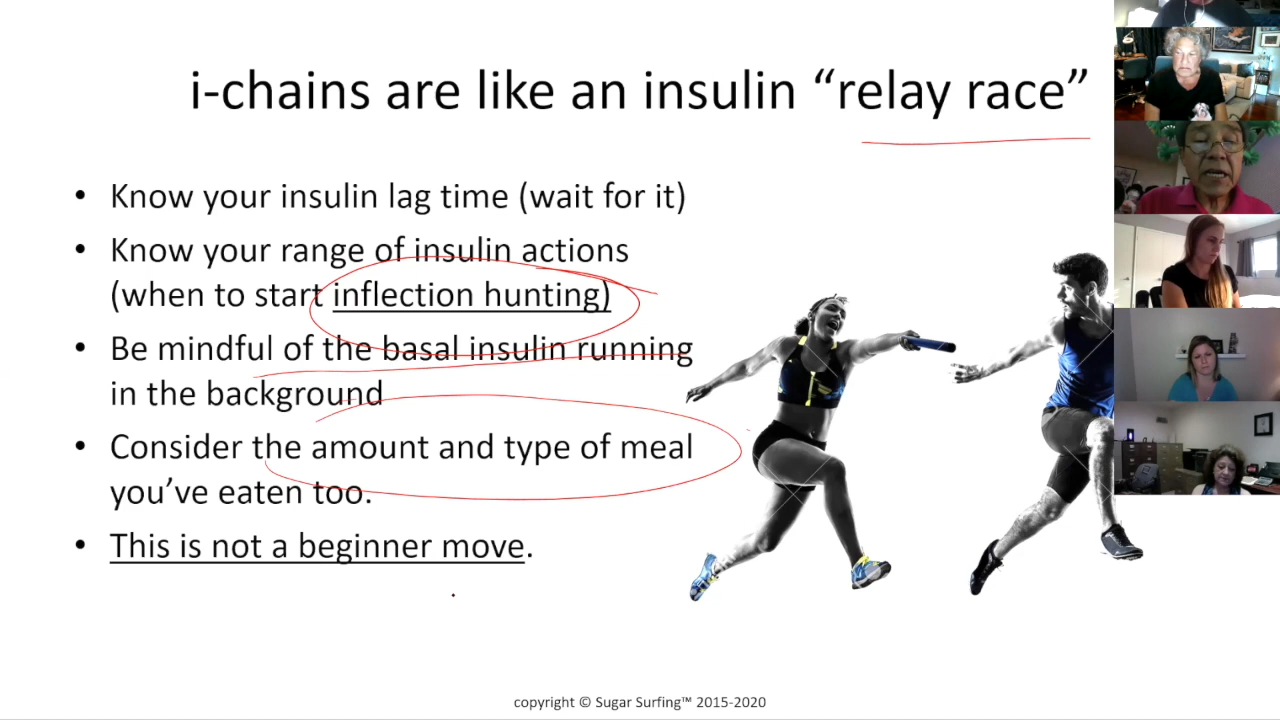 i-chains are like an insulin “relay race”
• Know your insulin lag time (wait for it)
• Know your range of insulin actions
(when to start inflection hunting)
• Be mindful of the basal insulin running
in the background
• Consider the amount and type of meal
you’ve eaten too.
• This is not a beginner move.
copyright © Sugar Surfing™ 2015-2020